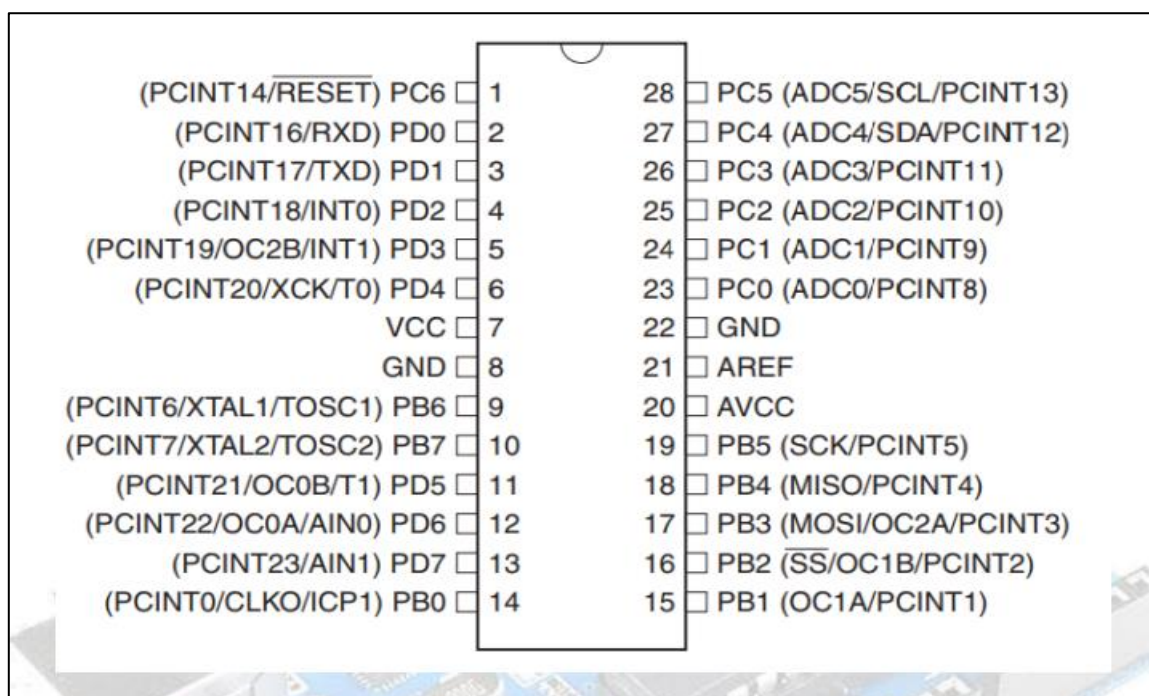 (PCINT14/RESET) PC6 1 28 PC5 (ADC5/SCL/PCINT13)
(PCINT16/RXD) PD0 2 27 PC4 (ADC4/SDA/PCINT12)
(PCINT17/TXD) PD1 3 26 PC3 (ADC3/PCINT11)
(PCINT18/INT0) PD2 4 25 PC2 (ADC2/PCINT10)
(PCINT19/OC2B/INT1) PD3 5 24 PC1 (ADC1/PCINT9)
(PCINT20/XCK/T0) PD4 6 23 PC0 (ADC0/PCINT8)
VCC 7 22 GND
GND 8 21 AREF
(PCINT6/XTAL1/TOSC1) PB6 9 20 AVCC
(PCINT7/XTAL2/TOSC2) PB7 10 19 PB5 (SCK/PCINT5)
(PCINT21/OC0B/T1) PD5 11 18 PB4 (MISO/PCINT4)
(PCINT22/OC0A/AIN0) PD6 12 17 PB3 (MOSI/OC2A/PCINT3)
(PCINT23/AIN1) PD7 13 16 PB2 (SS/OC1B/PCINT2)
(PCINT0/CLKO/ICP1) PB0 14 15 PB1 (OC1A/PCINT1)